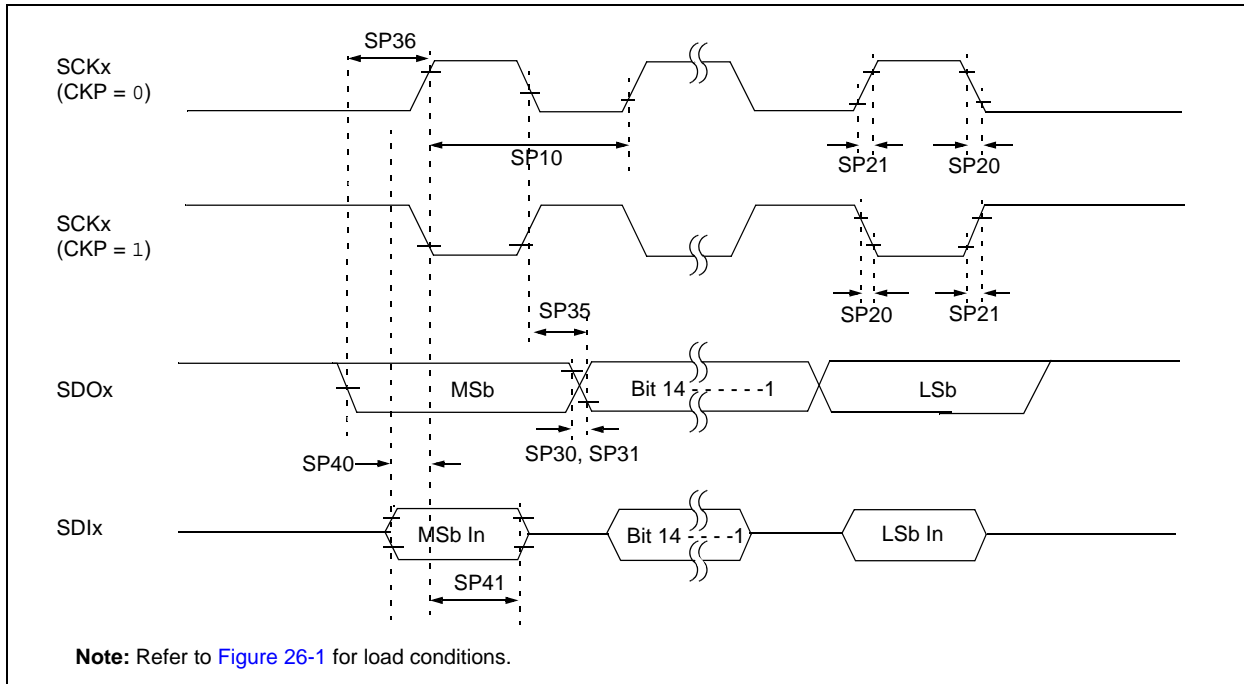 SP36
SCKx
(CKP = 0)
SP10
SP21
SP20
SCKx
(CKP = 1)
SP35
SP20
SP21
SDOx
MSb
Bit 14 - - - - - -1
LSb
SP30, SP31
SP40
SDIx
MSb In
Bit 14 - - - - -1
LSb In
SP41
Note: Refer to Figure 26-1 for load conditions.